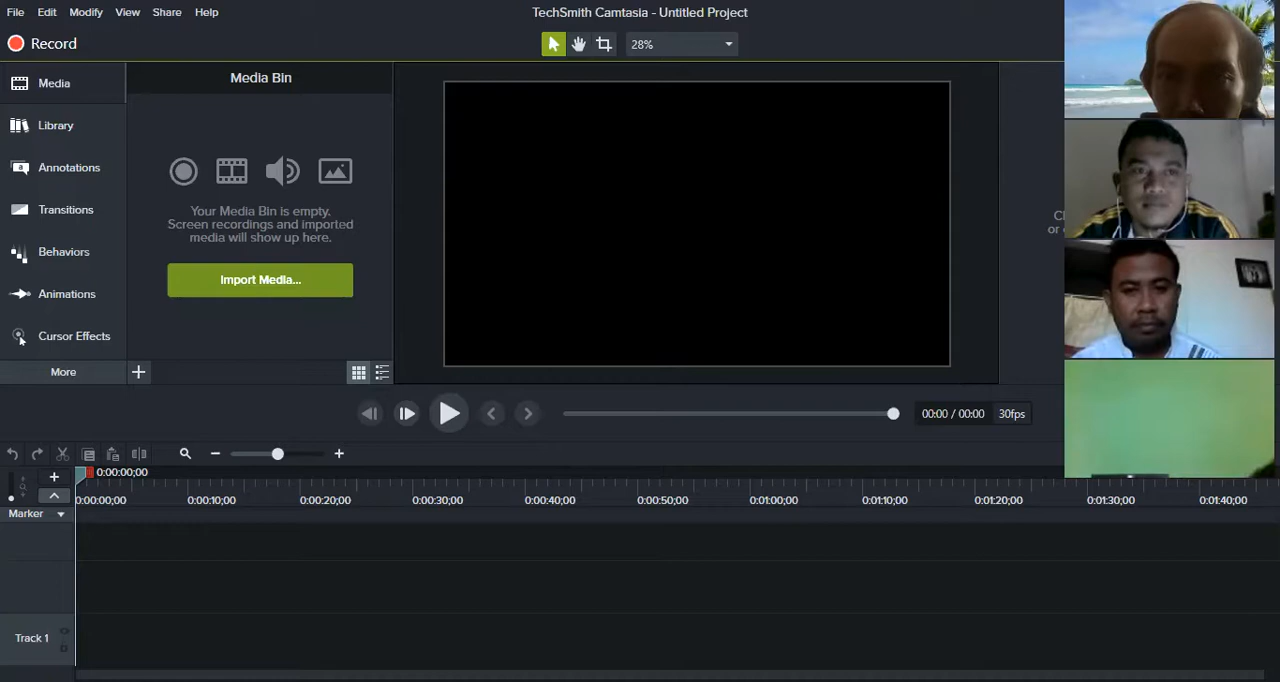 File Edit Modify View Share Help
TechSmith Camtasia - Untitled Project
Record
28%
Media
Library
Annotations
Transitions
Behaviors
Animations
Cursor Effects
More
Media Bin
Your Media Bin is empty.
Screen recordings and imported
media will show up here.
Import Media...
or
00:00 / 00:00 30fps
0:00:00;00
0:00:00;00 0:00:10;00 0:00:20;00 0:00:30;00 0:00:40;00 0:00:50;00 0:01:00;00 0:01:10;00 0:01:20;00 0:01:30;00 0:01:40;00
Marker
Track 1